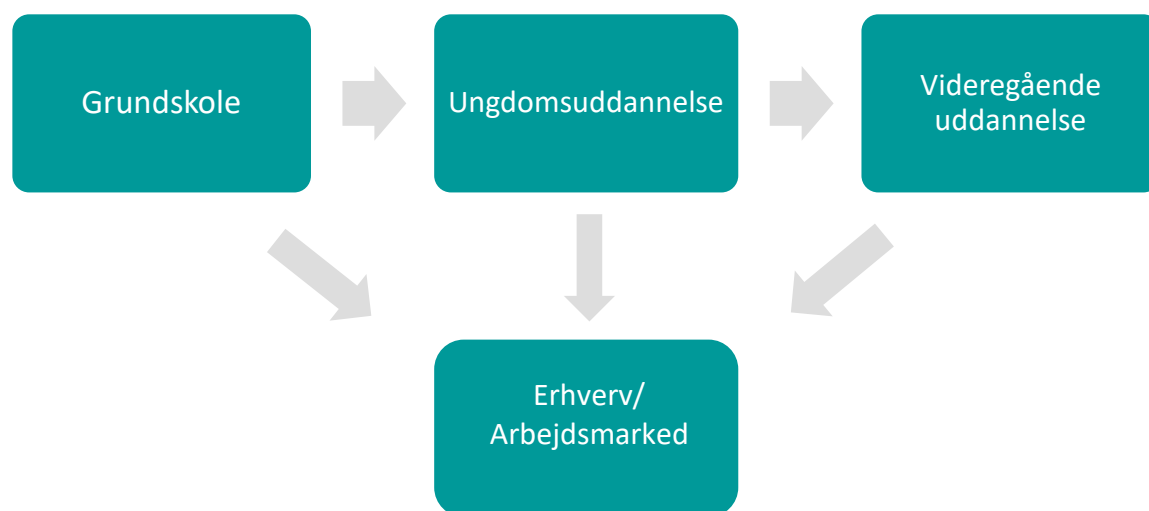 Grundskole
Ungdomsuddannelse
Videregående
uddannelse
Erhverv/
Arbejdsmarked